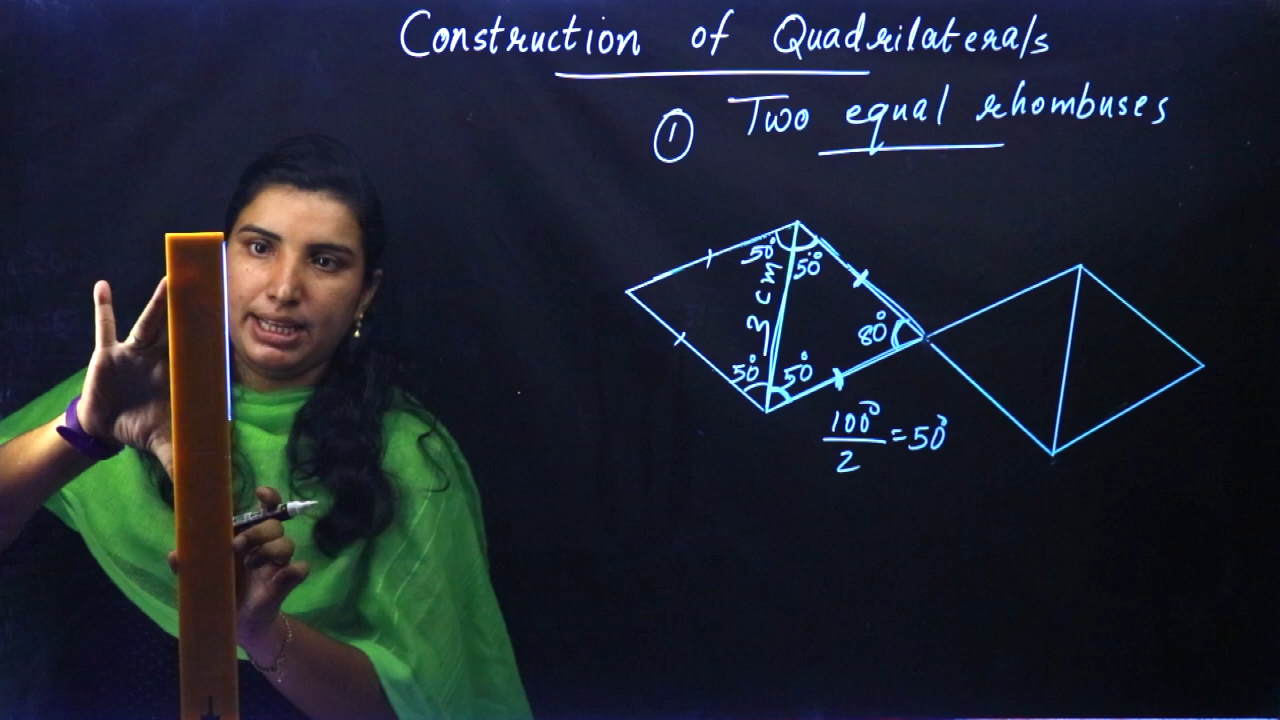 Construction of Quadrilaterals
① Two equal rhombuses
50° 50°
3 cm
80°
50° 50°
100°/2 = 50°